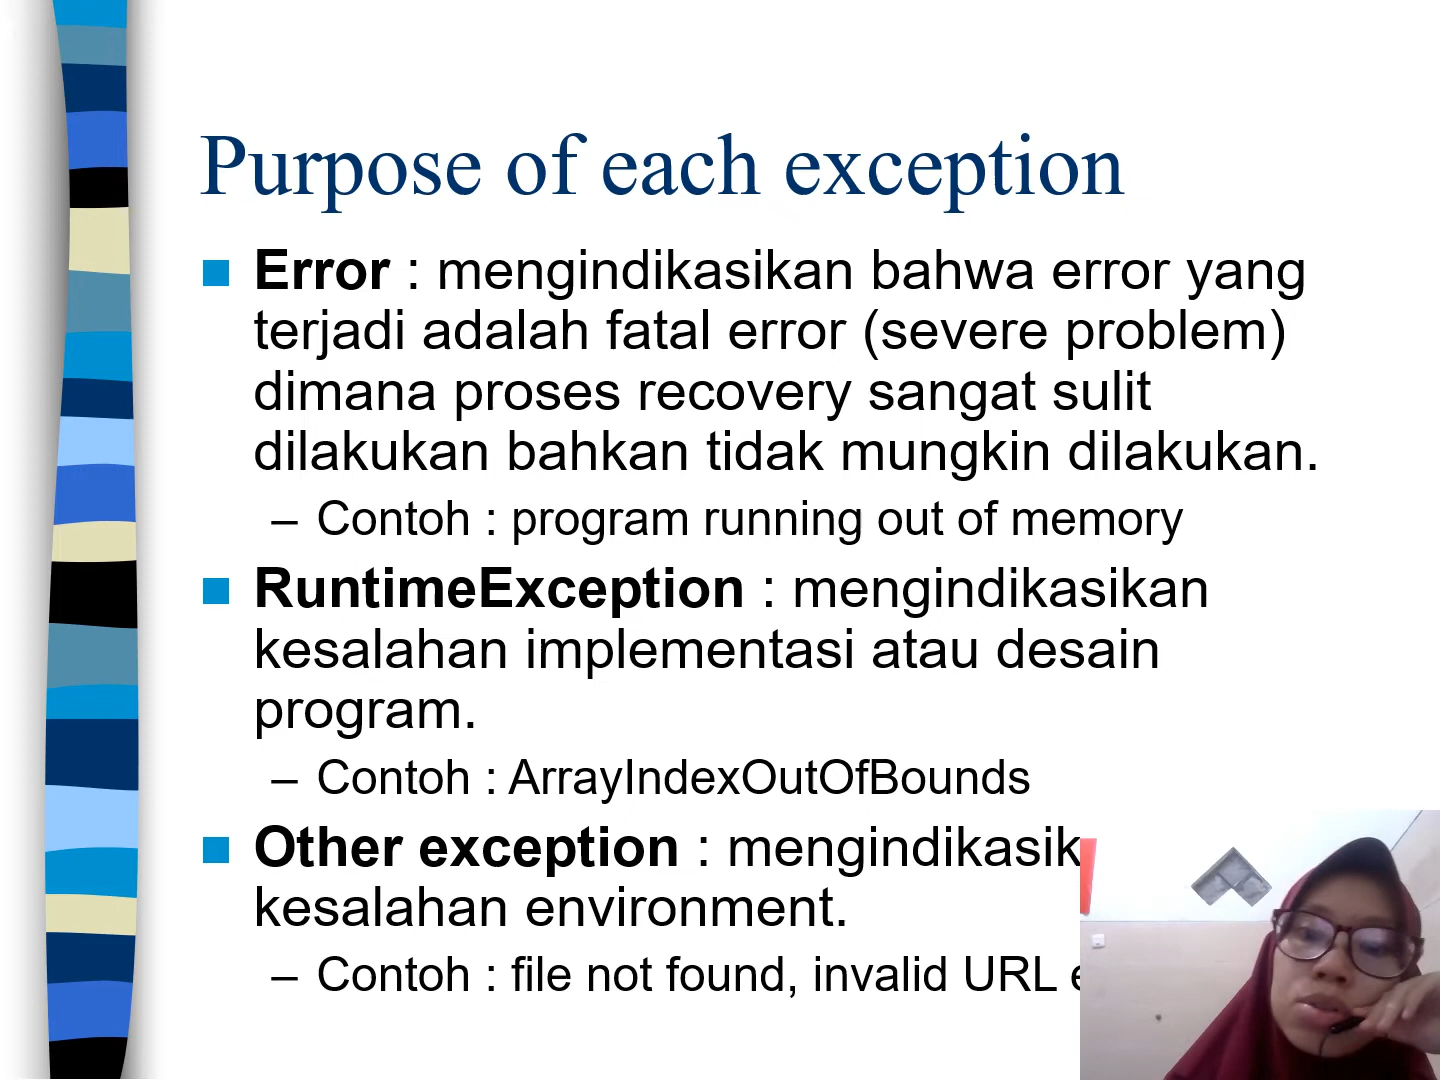 Purpose of each exception
Error : mengindikasikan bahwa error yang
terjadi adalah fatal error (severe problem)
dimana proses recovery sangat sulit
dilakukan bahkan tidak mungkin dilakukan.
– Contoh : program running out of memory
RuntimeException : mengindikasikan
kesalahan implementasi atau desain
program.
– Contoh : ArrayIndexOutOfBounds
Other exception :
kesalahan environment.
– Contoh : file not found, invalid URL